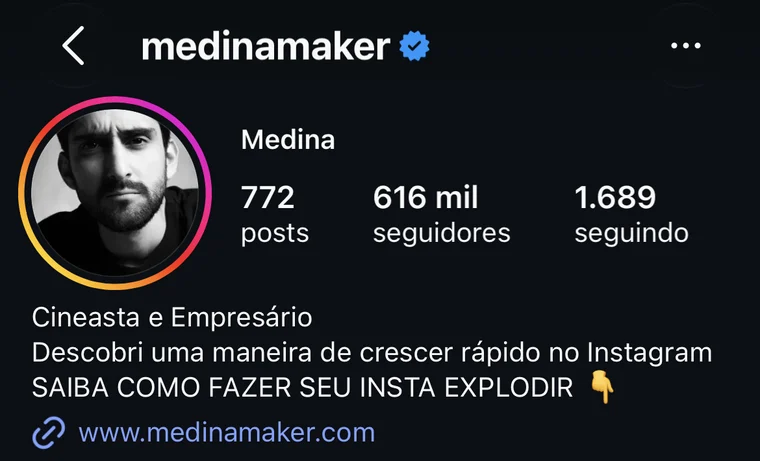 medinamaker
Medina
772 616 mil 1.689
posts seguidores seguindo
Cineasta e Empresário
Descobri uma maneira de crescer rápido no Instagram
SAIBA COMO FAZER SEU INSTA EXPLODIR 👇
www.medinamaker.com